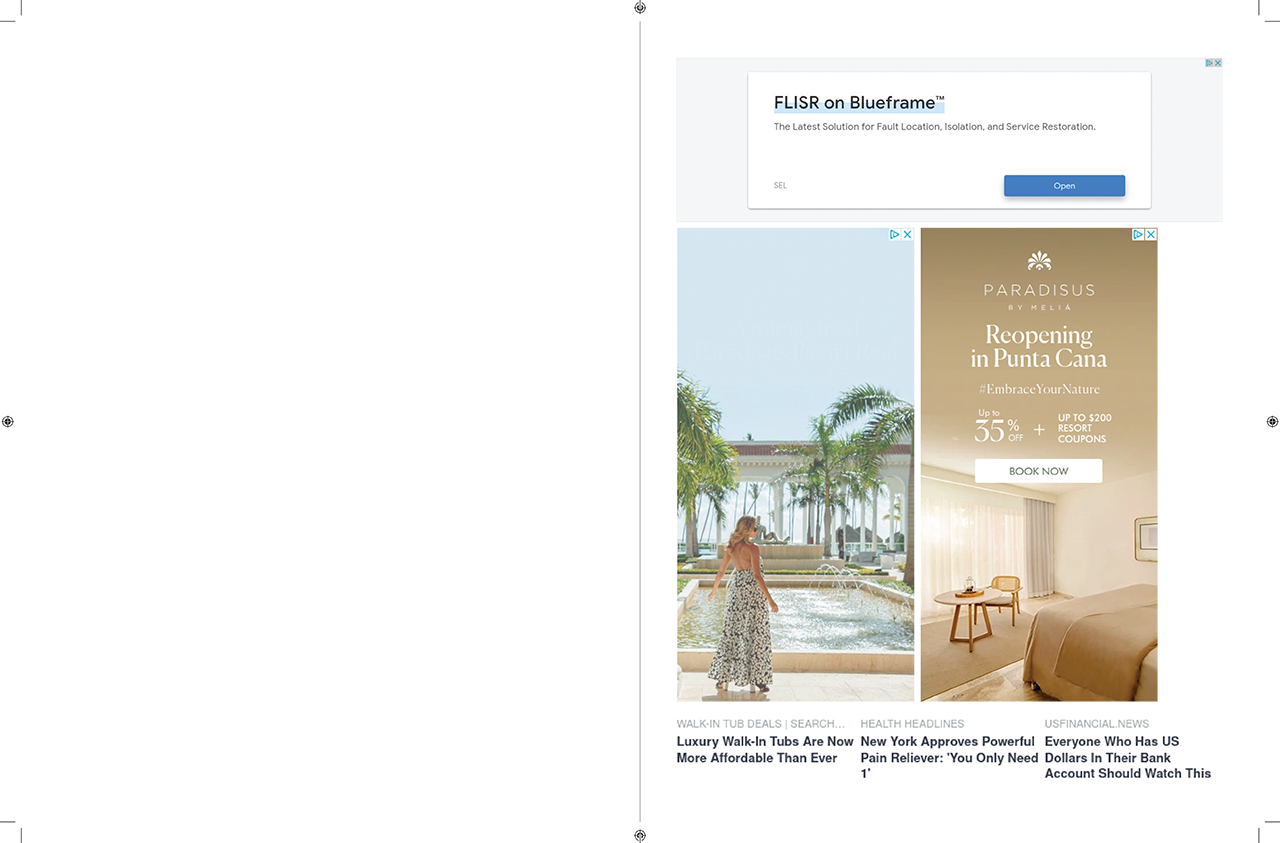 FLISR on Blueframe™
The Latest Solution for Fault Location, Isolation, and Service Restoration.
SEL
Open
PARADISUS
BY MELIÁ
Reopening
in Punta Cana
#EmbraceYourNature
Up to
35% OFF
+
UP TO $200
RESORT
COUPONS
BOOK NOW
WALK-IN TUB DEALS | SEARCH...
Luxury Walk-In Tubs Are Now
More Affordable Than Ever
HEALTH HEADLINES
New York Approves Powerful
Pain Reliever: 'You Only Need
1'
USFINANCIAL.NEWS
Everyone Who Has US
Dollars In Their Bank
Account Should Watch This